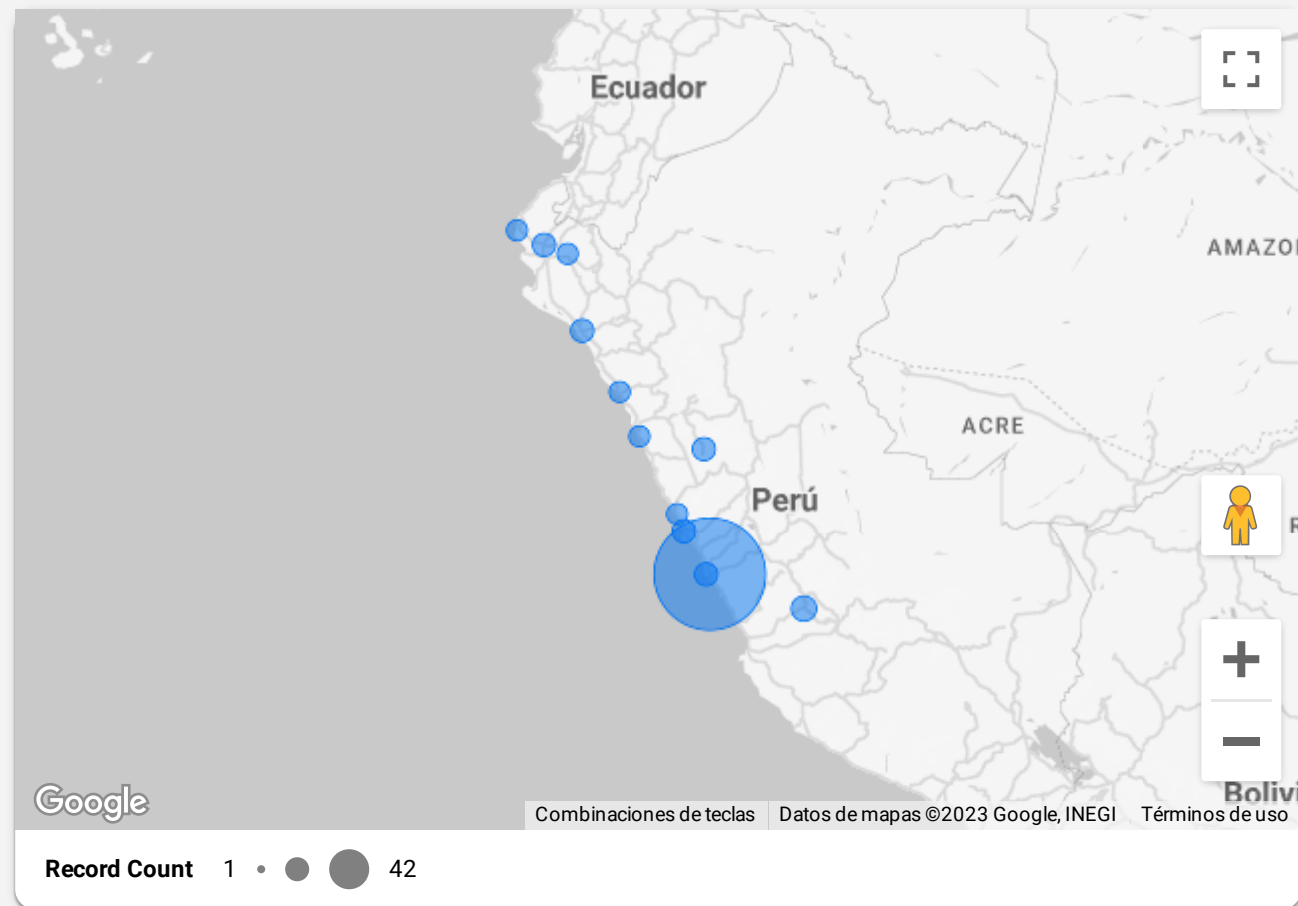 Ecuador
AMAZO
ACRE
Perú
R
Bolivi
Google
Combinaciones de teclas
Datos de mapas ©2023 Google, INEGI
Términos de uso
Record Count 1 42